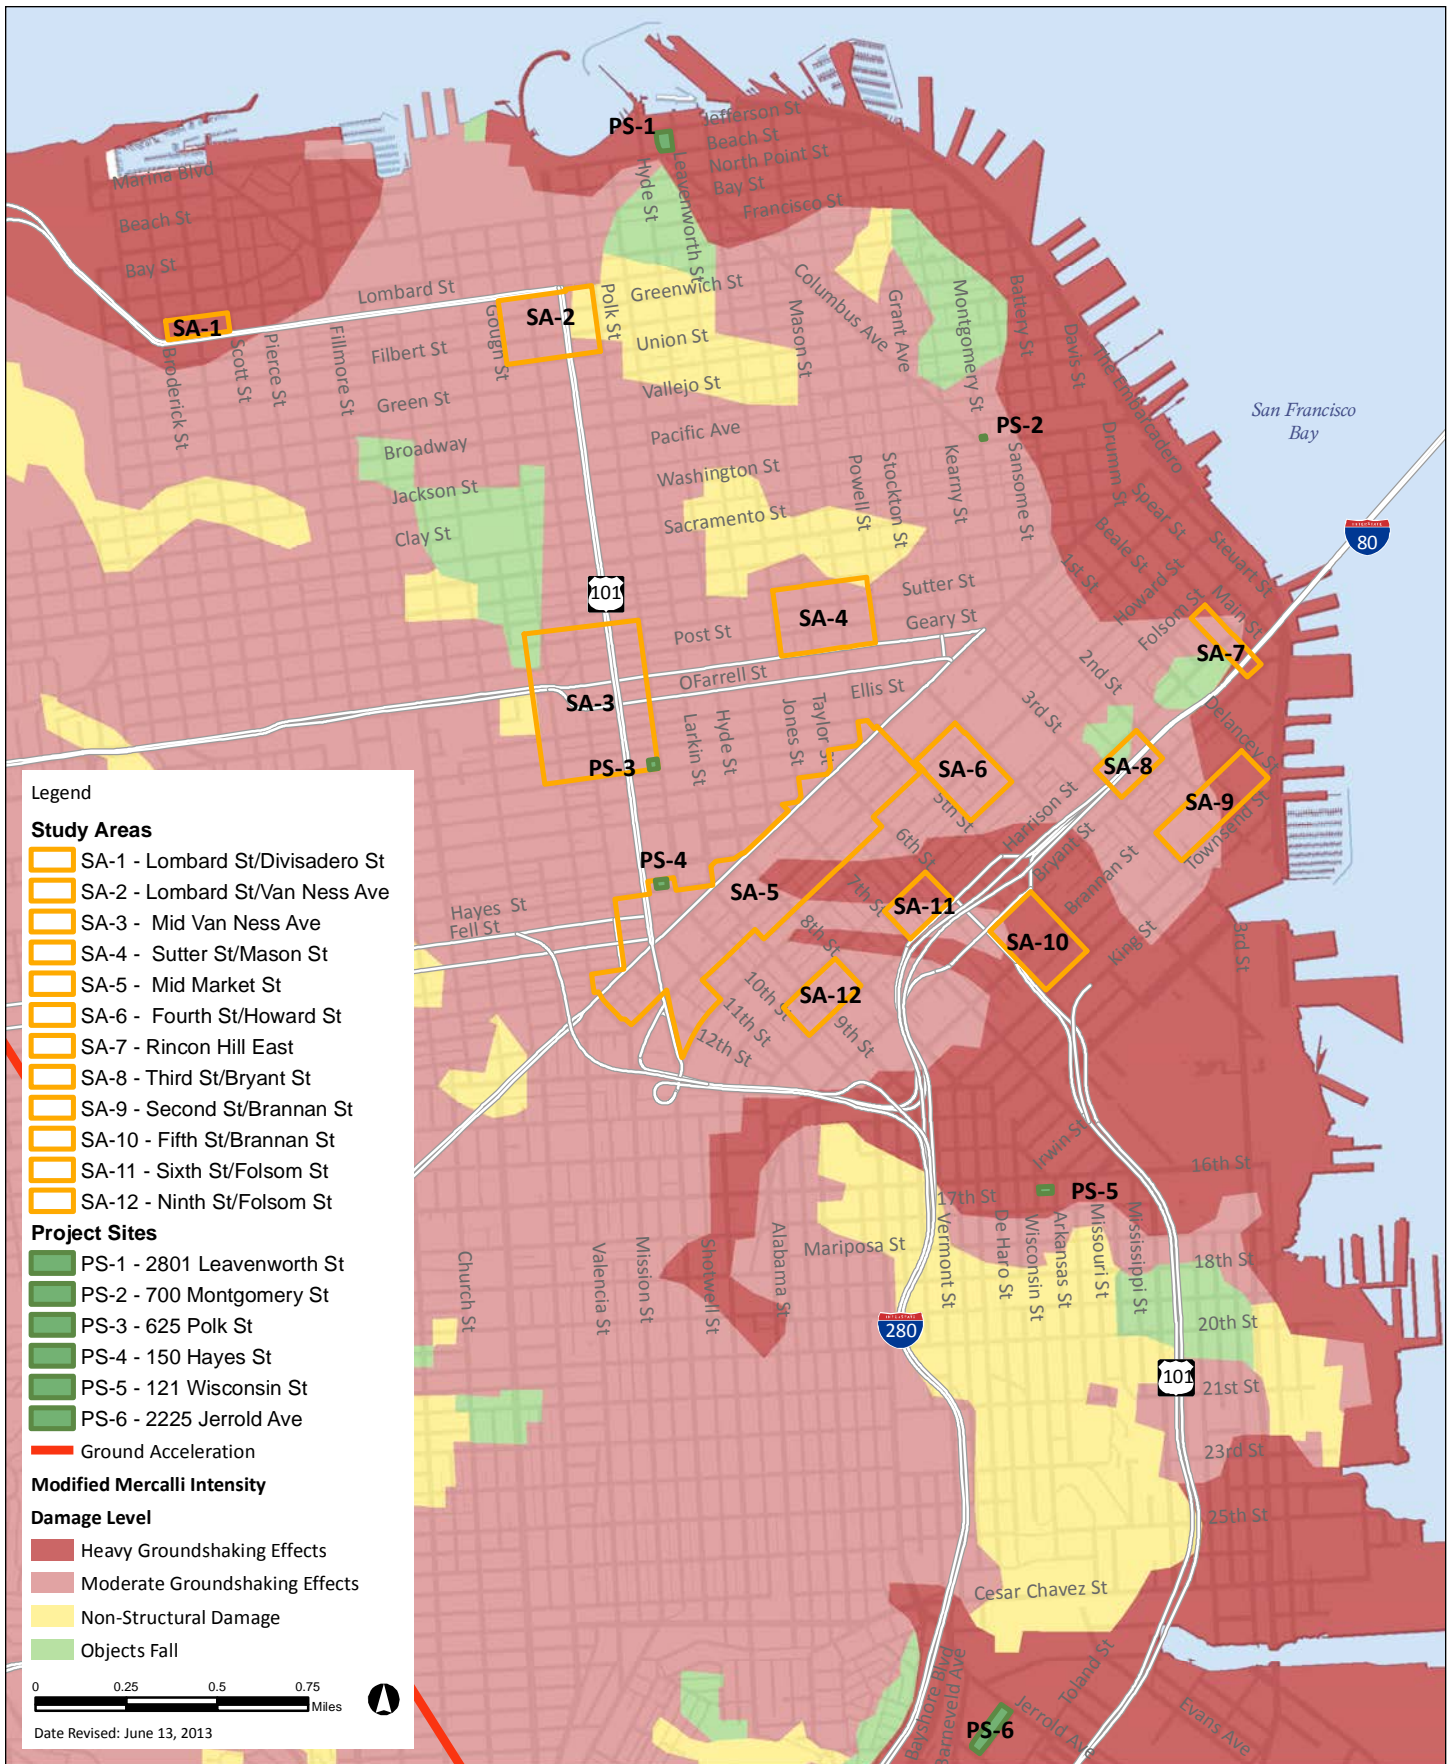 PS-1
Jefferson St
Beach St
North Point St
Bay St
Francisco St
Hyde St
Leavenworth St
Marina Blvd
Beach St
Bay St
Lombard St
Greenwich St
Columbus Ave
Grant Ave
Montgomery St
Battery St
Davis St
The Embarcadero
SA-1
SA-2
Polk St
Union St
Mason St
Gough St
Filbert St
Fillmore St
Pierce St
Scott St
Broderick St
Green St
Vallejo St
San Francisco
Bay
PS-2
Broadway
Pacific Ave
Jackson St
Washington St
Clay St
Sacramento St
Powell St
Stockton St
Kearny St
Sansome St
Drumm St
Spear St
Steuart St
Beale St
Howard St
Main St
1st St
Folsom St
INTERSTATE
80
101
SA-4
Sutter St
Geary St
Post St
OFarrell St
Ellis St
SA-7
2nd St
3rd St
Delancey St
SA-3
Larkin St
Hyde St
Jones St
Taylor St
PS-3
SA-6
SA-8
SA-9
5th St
Harrison St
Townsend St
6th St
Bryant St
Brannan St
PS-4
SA-5
7th St
SA-11
SA-10
Hayes St
Fell St
8th St
King St
3rd St
SA-12
10th St
11th St
9th St
12th St
Irwin St
16th St
17th St
PS-5
Vermont St
De Haro St
Wisconsin St
Arkansas St
Missouri St
Mississippi St
Mariposa St
18th St
Church St
Valencia St
Mission St
Shotwell St
Alabama St
20th St
INTERSTATE
280
101
21st St
23rd St
25th St
Cesar Chavez St
Bayshore Blvd
Barneveld Ave
Toland St
Jerrold Ave
Evans Ave
PS-6
Legend
Study Areas
SA-1 - Lombard St/Divisadero St
SA-2 - Lombard St/Van Ness Ave
SA-3 - Mid Van Ness Ave
SA-4 - Sutter St/Mason St
SA-5 - Mid Market St
SA-6 - Fourth St/Howard St
SA-7 - Rincon Hill East
SA-8 - Third St/Bryant St
SA-9 - Second St/Brannan St
SA-10 - Fifth St/Brannan St
SA-11 - Sixth St/Folsom St
SA-12 - Ninth St/Folsom St
Project Sites
PS-1 - 2801 Leavenworth St
PS-2 - 700 Montgomery St
PS-3 - 625 Polk St
PS-4 - 150 Hayes St
PS-5 - 121 Wisconsin St
PS-6 - 2225 Jerrold Ave
Ground Acceleration
Modified Mercalli Intensity
Damage Level
Heavy Groundshaking Effects
Moderate Groundshaking Effects
Non-Structural Damage
Objects Fall
0 0.25 0.5 0.75
Miles
Date Revised: June 13, 2013